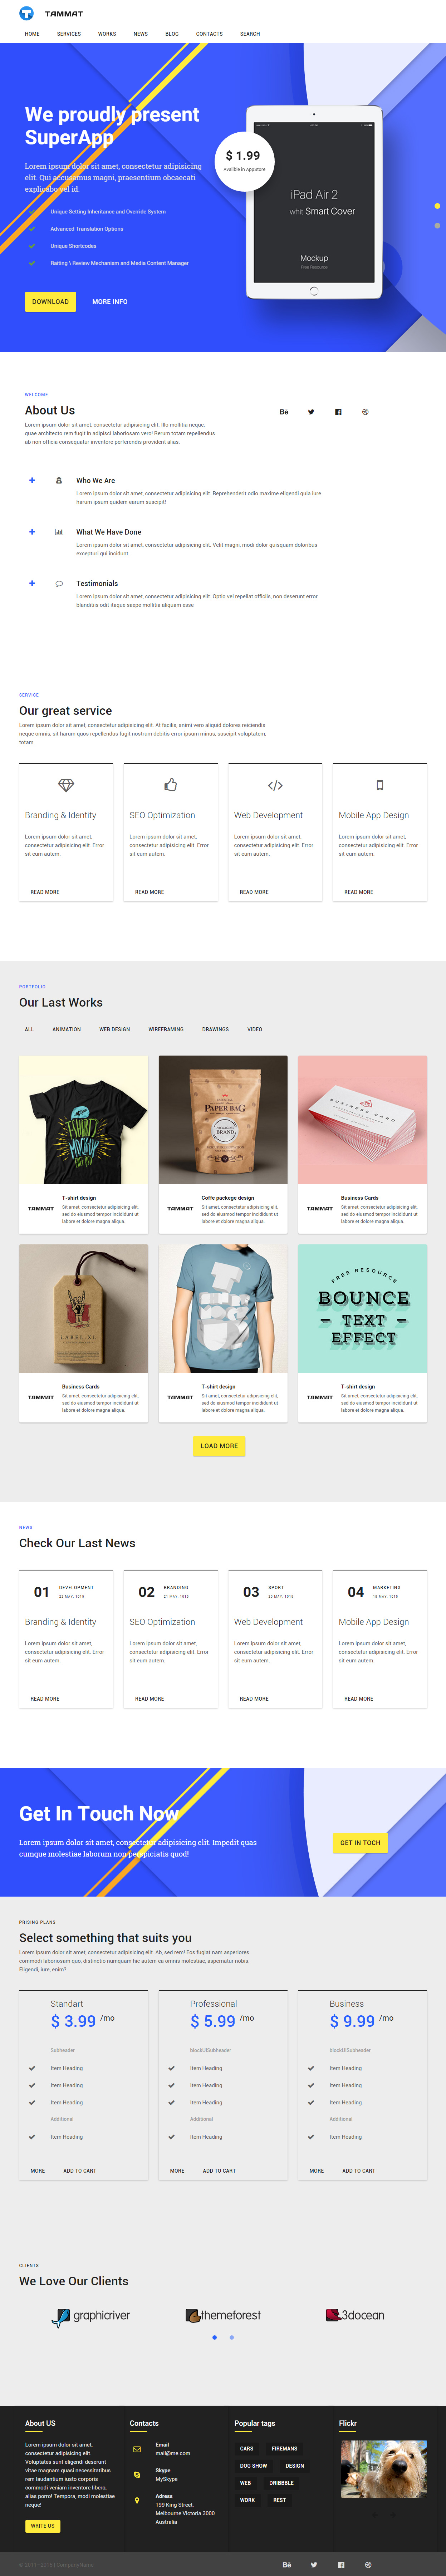 TAMMAT
HOME SERVICES WORKS NEWS BLOG CONTACTS SEARCH
We proudly present
SuperApp
Lorem ipsum dolor sit amet, consectetur adipisicing
elit. Qui accusamus magni, praesentium obcaecati
explicabo vel id.
$ 1.99
Availible in AppStore
iPad Air 2
whit Smart Cover
Mockup
Free Resource
Unique Setting Inheritance and Override System
Advanced Translation Options
Unique Shortcodes
Raiting \ Review Mechanism and Media Content Manager
DOWNLOAD MORE INFO
WELCOME
About Us
Lorem ipsum dolor sit amet, consectetur adipisicing elit. Illo mollitia neque,
quae architecto rem fugit in adipisci laboriosam vero! Rerum totam repellendus
ab non officia consequatur inventore perferendis provident alias.
Bē
Who We Are
Lorem ipsum dolor sit amet, consectetur adipisicing elit. Reprehenderit odio maxime eligendi quia iure
harum ipsum quidem earum suscipit!
What We Have Done
Lorem ipsum dolor sit amet, consectetur adipisicing elit. Velit magni, modi dolor quisquam doloribus
excepturi qui incidunt.
Testimonials
Lorem ipsum dolor sit amet, consectetur adipisicing elit. Optio vel repellat officiis, non deserunt error
blanditiis odit itaque saepe mollitia aliquam esse
SERVICE
Our great service
Lorem ipsum dolor sit amet, consectetur adipisicing elit. At facilis, animi vero aliquid dolores reiciendis
neque omnis, sit harum quos repellendus fugit nostrum debitis error ipsum minus, suscipit voluptatem,
totam.
Branding & Identity
Lorem ipsum dolor sit amet,
consectetur adipisicing elit. Error
sit eum autem.
READ MORE
SEO Optimization
Lorem ipsum dolor sit amet,
consectetur adipisicing elit. Error
sit eum autem.
READ MORE
Web Development
Lorem ipsum dolor sit amet,
consectetur adipisicing elit. Error
sit eum autem.
READ MORE
Mobile App Design
Lorem ipsum dolor sit amet,
consectetur adipisicing elit. Error
sit eum autem.
READ MORE
PORTFOLIO
Our Last Works
ALL ANIMATION WEB DESIGN WIREFRAMING DRAWINGS VIDEO
T-SHIRT
MOCKUP
PAPER BAG
PACKAGING
BRAND
BUSINESS CARD
TAMMAT
T-shirt design
Sit amet, consectetur adipisicing elit,
sed do eiusmod tempor incididunt ut
labore et dolore magna aliqua.
TAMMAT
Coffe packege design
Sit amet, consectetur adipisicing elit,
sed do eiusmod tempor incididunt ut
labore et dolore magna aliqua.
TAMMAT
Business Cards
Sit amet, consectetur adipisicing elit,
sed do eiusmod tempor incididunt ut
labore et dolore magna aliqua.
LABEL XL
FREE RESOURCE
BOUNCE
– TEXT –
EFFECT
TAMMAT
Business Cards
Sit amet, consectetur adipisicing elit,
sed do eiusmod tempor incididunt ut
labore et dolore magna aliqua.
TAMMAT
T-shirt design
Sit amet, consectetur adipisicing elit,
sed do eiusmod tempor incididunt ut
labore et dolore magna aliqua.
TAMMAT
T-shirt design
Sit amet, consectetur adipisicing elit,
sed do eiusmod tempor incididunt ut
labore et dolore magna aliqua.
LOAD MORE
NEWS
Check Our Last News
01 DEVELOPMENT
Branding & Identity
Lorem ipsum dolor sit amet,
consectetur adipisicing elit. Error
sit eum autem.
READ MORE
02 BRANDING
SEO Optimization
Lorem ipsum dolor sit amet,
consectetur adipisicing elit. Error
sit eum autem.
READ MORE
03 SPORT
Web Development
Lorem ipsum dolor sit amet,
consectetur adipisicing elit. Error
sit eum autem.
READ MORE
04 MARKETING
Mobile App Design
Lorem ipsum dolor sit amet,
consectetur adipisicing elit. Error
sit eum autem.
READ MORE
Get In Touch Now
Lorem ipsum dolor sit amet, consectetur adipisicing elit. Impedit quas
cumque molestiae laborum non perspiciatis quod!
GET IN TOCH
PRISING PLANS
Select something that suits you
Lorem ipsum dolor sit amet, consectetur adipisicing elit. Ab, sed rem! Eos fugiat nam asperiores
commodi laboriosam quo, distinctio numquam hic autem ea omnis molestiae, aspernatur nobis.
Eligendi, iure, enim?
Standart
$ 3.99 /mo
Subheader
Item Heading
Item Heading
Item Heading
Additional
Item Heading
MORE ADD TO CART
Professional
$ 5.99 /mo
blockUISubheader
Item Heading
Item Heading
Item Heading
Additional
Item Heading
MORE ADD TO CART
Business
$ 9.99 /mo
blockUISubheader
Item Heading
Item Heading
Item Heading
Additional
Item Heading
MORE ADD TO CART
CLIENTS
We Love Our Clients
graphicriver themeforest 3docean
About US
Lorem ipsum dolor sit amet,
consectetur adipisicing elit.
Voluptates sunt eligendi deserunt
vitae magnam quasi necessitatibus
rem laudantium iusto corporis
commodi veniam inventore libero,
alias porro! Tempora, modi molestiae
neque!
WRITE US
Contacts
Email
mail@me.com
Skype
MySkype
Adress
199 King Street,
Melbourne Victoria 3000
Australia
Popular tags
CARS FIREMANS
DOG SHOW DESIGN
WEB DRIBBBLE
WORK REST
Flickr
Bē